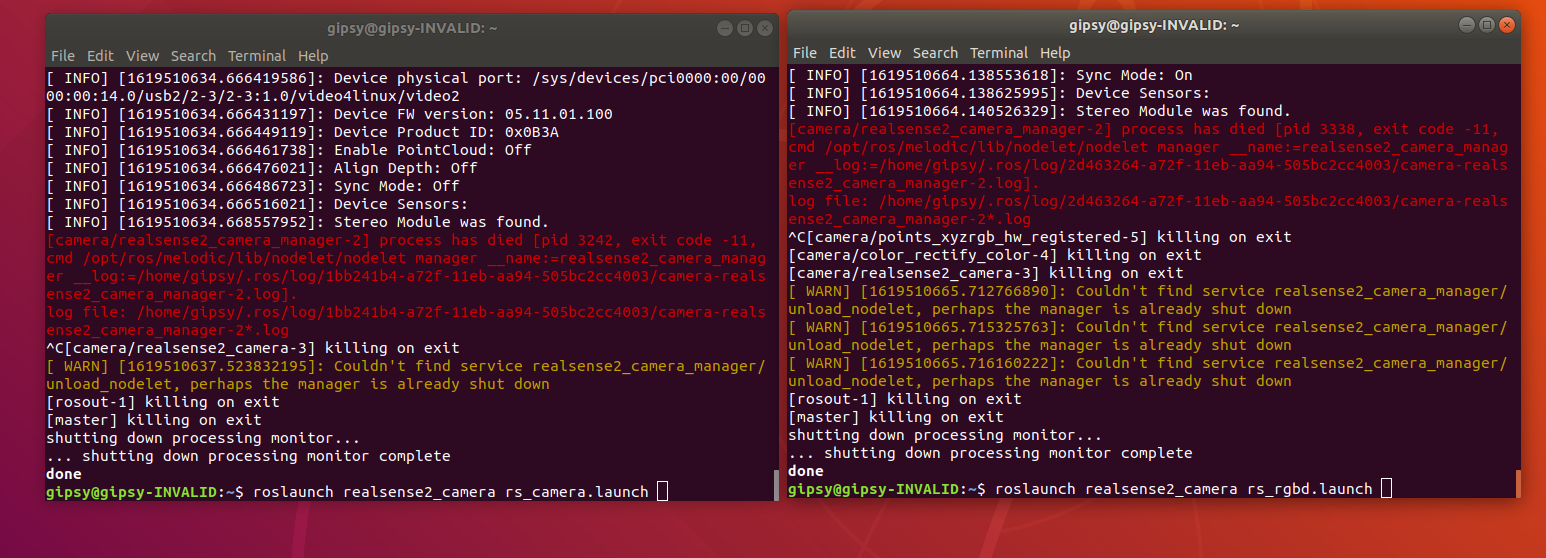 gipsy@gipsy-INVALID: ~
File Edit View Search Terminal Help
[ INFO] [1619510634.666419586]: Device physical port: /sys/devices/pci0000:00/00
00:00:14.0/usb2/2-3/2-3:1.0/video4linux/video2
[ INFO] [1619510634.666431197]: Device FW version: 05.11.01.100
[ INFO] [1619510634.666449119]: Device Product ID: 0x0B3A
[ INFO] [1619510634.666461738]: Enable PointCloud: Off
[ INFO] [1619510634.666476021]: Align Depth: Off
[ INFO] [1619510634.666486723]: Sync Mode: Off
[ INFO] [1619510634.666516021]: Device Sensors:
[ INFO] [1619510634.668557952]: Stereo Module was found.
[camera/realsense2_camera_manager-2] process has died [pid 3242, exit code -11,
cmd /opt/ros/melodic/lib/nodelet/nodelet manager __name:=realsense2_camera_manag
er __log:=/home/gipsy/.ros/log/1bb241b4-a72f-11eb-aa94-505bc2cc4003/camera-reals
ense2_camera_manager-2.log].
log file: /home/gipsy/.ros/log/1bb241b4-a72f-11eb-aa94-505bc2cc4003/camera-reals
ense2_camera_manager-2*.log
^C[camera/realsense2_camera-3] killing on exit
[ WARN] [1619510637.523832195]: Couldn't find service realsense2_camera_manager/
unload_nodelet, perhaps the manager is already shut down
[rosout-1] killing on exit
[master] killing on exit
shutting down processing monitor...
... shutting down processing monitor complete
done
gipsy@gipsy-INVALID:~$ roslaunch realsense2_camera rs_camera.launch
gipsy@gipsy-INVALID: ~
File Edit View Search Terminal Help
[ INFO] [1619510664.138553618]: Sync Mode: On
[ INFO] [1619510664.138625995]: Device Sensors:
[ INFO] [1619510664.140526329]: Stereo Module was found.
[camera/realsense2_camera_manager-2] process has died [pid 3338, exit code -11,
cmd /opt/ros/melodic/lib/nodelet/nodelet manager __name:=realsense2_camera_manag
er __log:=/home/gipsy/.ros/log/2d463264-a72f-11eb-aa94-505bc2cc4003/camera-reals
ense2_camera_manager-2.log].
log file: /home/gipsy/.ros/log/2d463264-a72f-11eb-aa94-505bc2cc4003/camera-reals
ense2_camera_manager-2*.log
^C[camera/points_xyzrgb_hw_registered-5] killing on exit
[camera/color_rectify_color-4] killing on exit
[camera/realsense2_camera-3] killing on exit
[ WARN] [1619510665.712766890]: Couldn't find service realsense2_camera_manager/
unload_nodelet, perhaps the manager is already shut down
[ WARN] [1619510665.715325763]: Couldn't find service realsense2_camera_manager/
unload_nodelet, perhaps the manager is already shut down
[ WARN] [1619510665.716160222]: Couldn't find service realsense2_camera_manager/
unload_nodelet, perhaps the manager is already shut down
[rosout-1] killing on exit
[master] killing on exit
shutting down processing monitor...
... shutting down processing monitor complete
done
gipsy@gipsy-INVALID:~$ roslaunch realsense2_camera rs_rgbd.launch